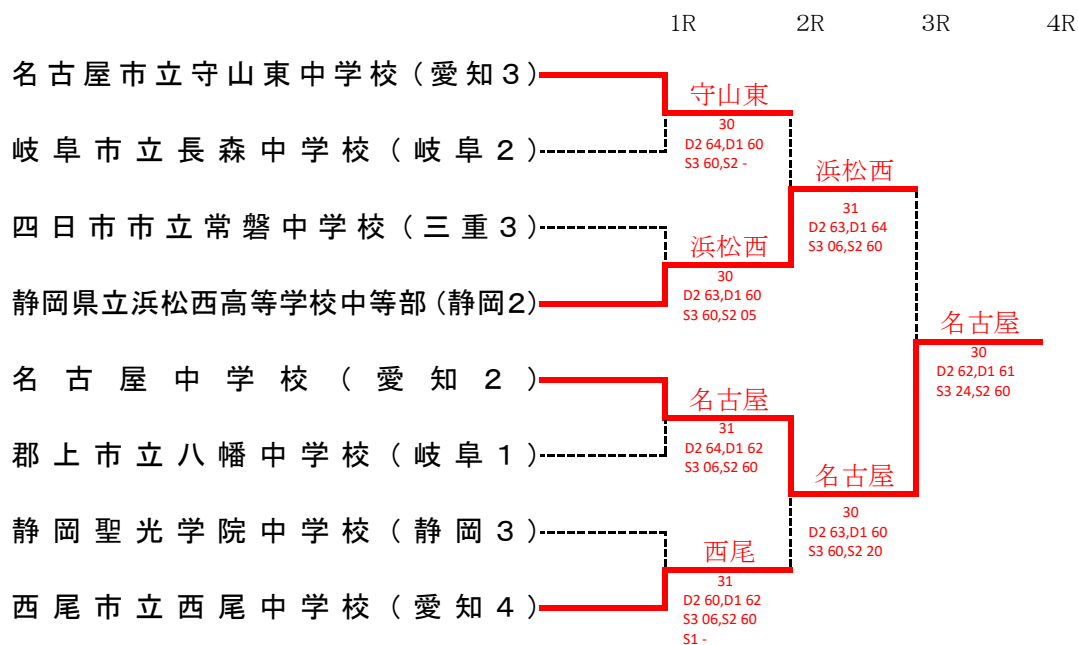 1R 2R 3R 4R
名古屋市立守山東中学校(愛知3)
守山東
30
D2 64,D1 60
S3 60,S2 -
岐阜市立長森中学校(岐阜2)
浜松西
31
D2 63,D1 64
S3 06,S2 60
四日市市立常磐中学校(三重3)
浜松西
30
D2 63,D1 60
S3 60,S2 05
静岡県立浜松西高等学校中等部(静岡2)
名古屋
30
D2 62,D1 61
S3 24,S2 60
名古屋中学校(愛知2)
名古屋
31
D2 64,D1 62
S3 06,S2 60
郡上市立八幡中学校(岐阜1)
名古屋
30
D2 63,D1 60
S3 60,S2 20
静岡聖光学院中学校(静岡3)
西尾
31
D2 60,D1 62
S3 06,S2 60
S1 -
西尾市立西尾中学校(愛知4)